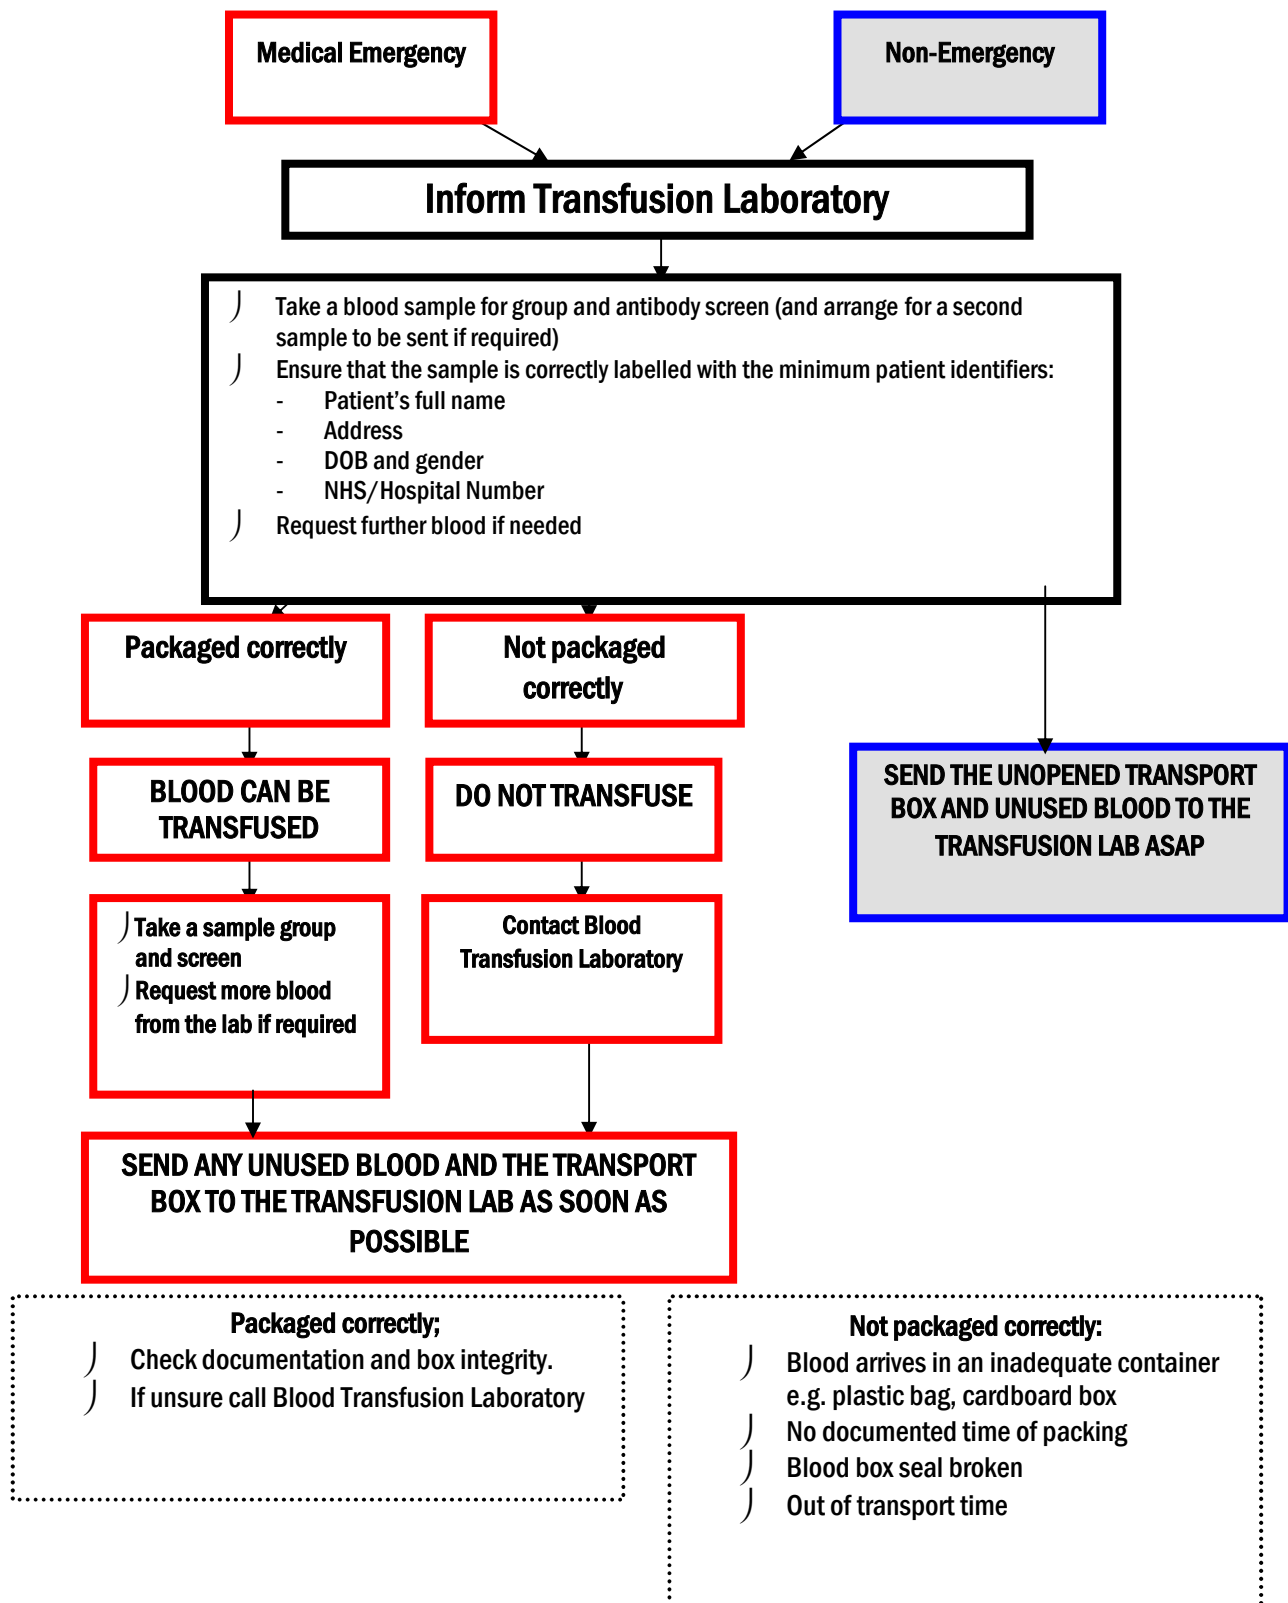 Medical Emergency
Non-Emergency
Inform Transfusion Laboratory
Take a blood sample for group and antibody screen (and arrange for a second
sample to be sent if required)
Ensure that the sample is correctly labelled with the minimum patient identifiers:
- Patient’s full name
- Address
- DOB and gender
- NHS/Hospital Number
Request further blood if needed
Packaged correctly
Not packaged
correctly
BLOOD CAN BE
TRANSFUSED
DO NOT TRANSFUSE
SEND THE UNOPENED TRANSPORT
BOX AND UNUSED BLOOD TO THE
TRANSFUSION LAB ASAP
Take a sample group
and screen
Request more blood
from the lab if required
Contact Blood
Transfusion Laboratory
SEND ANY UNUSED BLOOD AND THE TRANSPORT
BOX TO THE TRANSFUSION LAB AS SOON AS
POSSIBLE
Packaged correctly;
Check documentation and box integrity.
If unsure call Blood Transfusion Laboratory
Not packaged correctly:
Blood arrives in an inadequate container
e.g. plastic bag, cardboard box
No documented time of packing
Blood box seal broken
Out of transport time